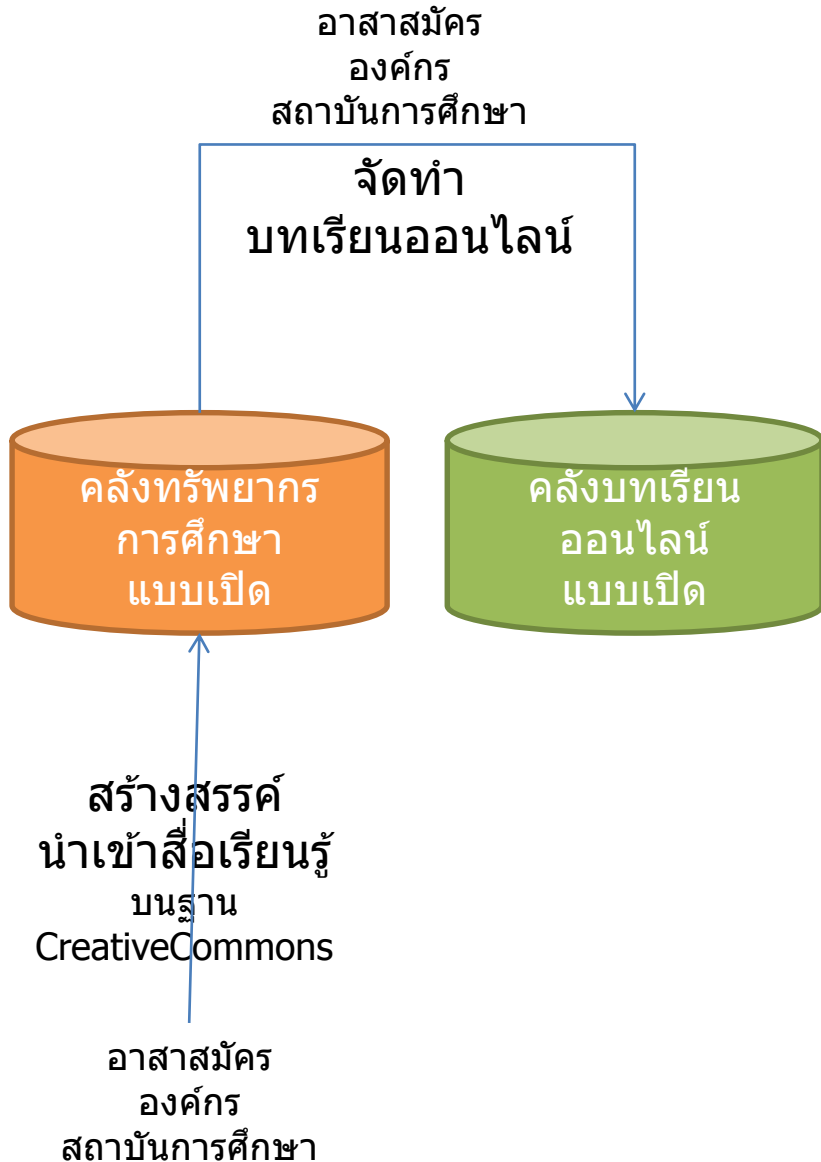 อาสาสมัคร
องค์กร
สถาบันการศึกษา
จัดทำ
บทเรียนออนไลน์
คลังทรัพยากร
การศึกษา
แบบเปิด
คลังบทเรียน
ออนไลน์
แบบเปิด
สร้างสรรค์
นำเข้าสื่อเรียนรู้
บนฐาน
CreativeCommons
อาสาสมัคร
องค์กร
สถาบันการศึกษา